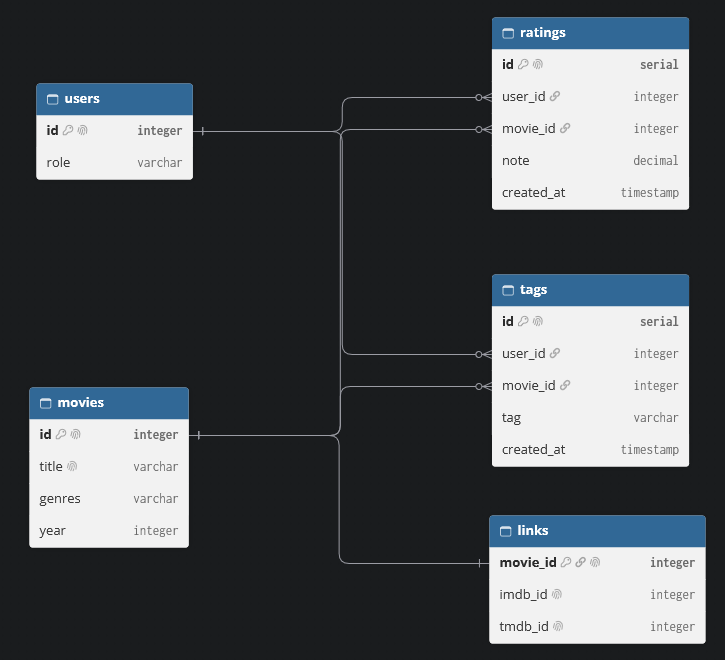 users
id integer
role varchar
movies
id integer
title varchar
genres varchar
year integer
ratings
id serial
user_id integer
movie_id integer
note decimal
created_at timestamp
tags
id serial
user_id integer
movie_id integer
tag varchar
created_at timestamp
links
movie_id integer
imdb_id integer
tmdb_id integer